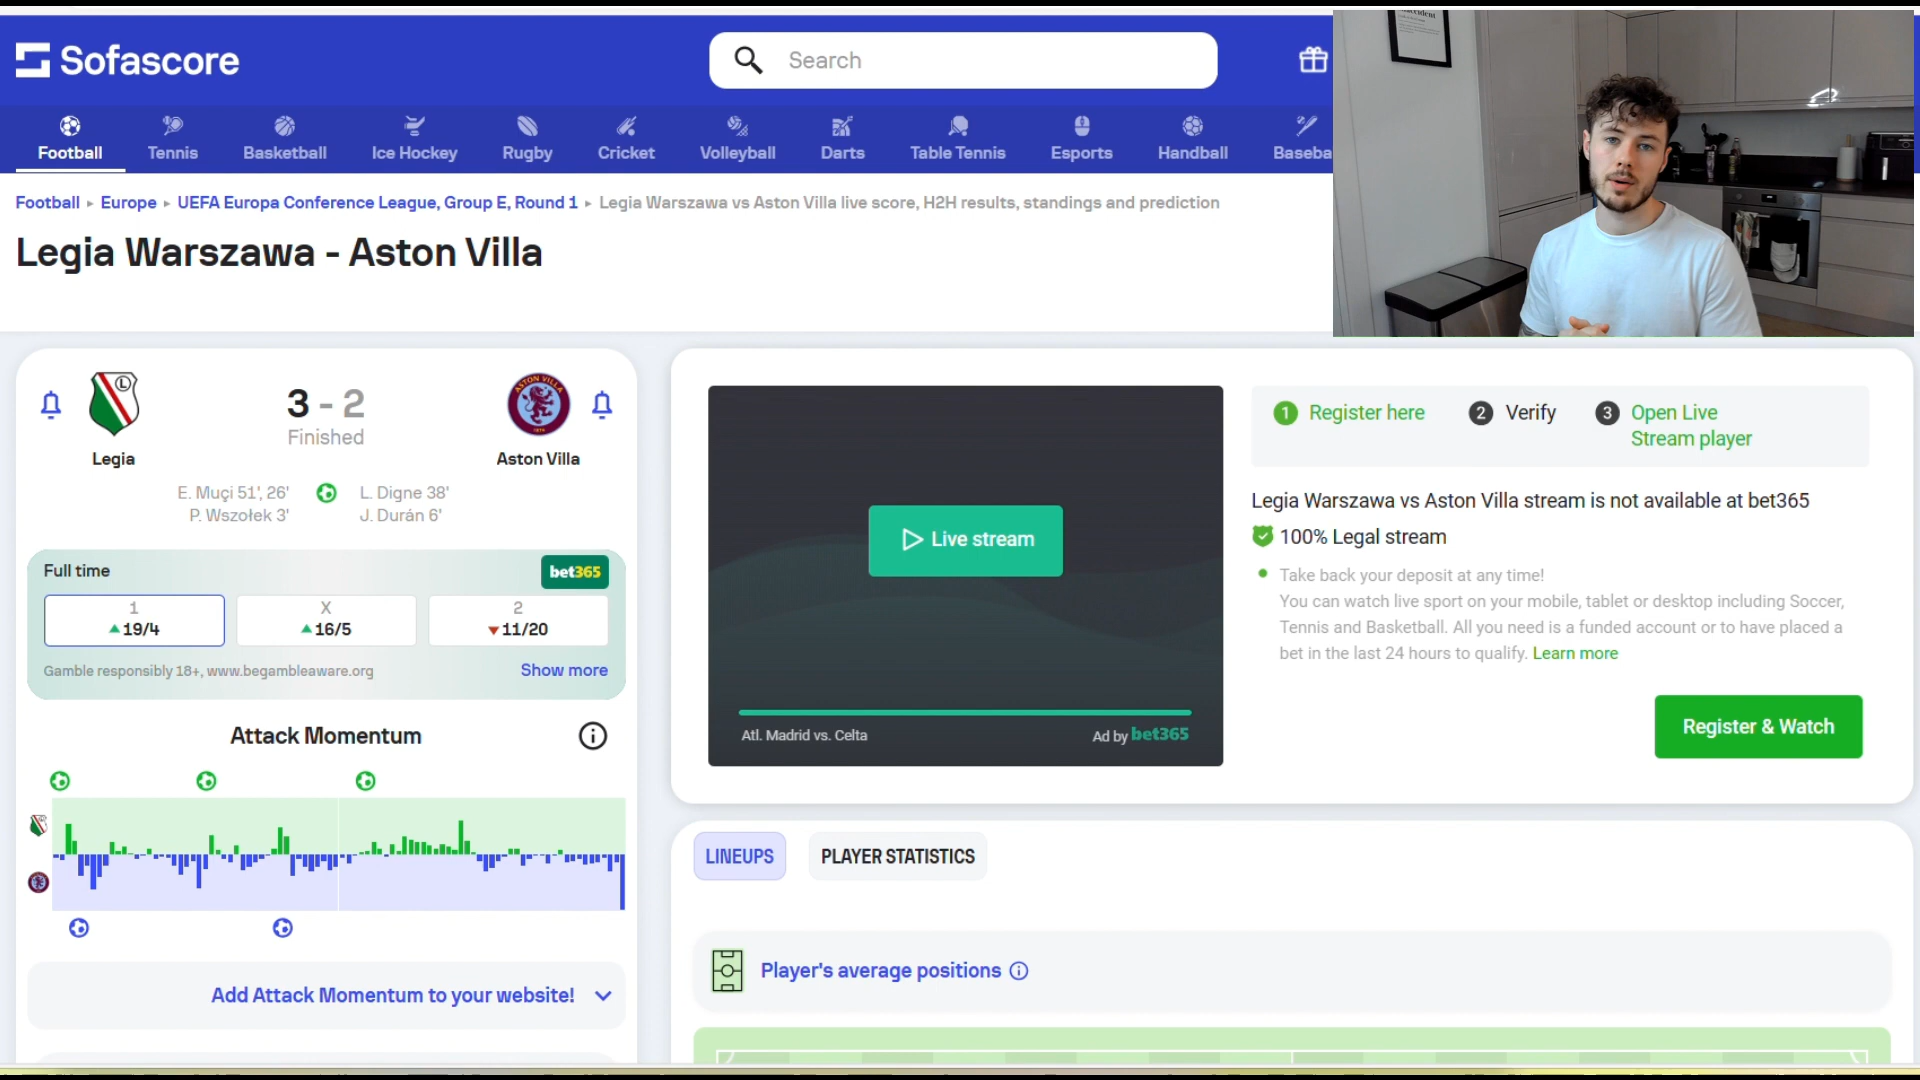 Sofascore
Search
Football
Tennis
Basketball
Ice Hockey
Rugby
Cricket
Volleyball
Darts
Table Tennis
Esports
Handball
Baseba
Football ▸ Europe ▸ UEFA Europa Conference League, Group E, Round 1 ▸ Legia Warszawa vs Aston Villa live score, H2H results, standings and prediction
Legia Warszawa - Aston Villa
3 - 2
Finished
Legia
Aston Villa
E. Muçi 51', 26'
P. Wszołek 3'
L. Digne 38'
J. Durán 6'
Full time
bet365
1
19/4
X
16/5
2
11/20
Gamble responsibly 18+, www.begambleaware.org
Show more
Attack Momentum
Add Attack Momentum to your website!
Live stream
Atl. Madrid vs. Celta
Ad by bet365
1 Register here
2 Verify
3 Open Live
Stream player
Legia Warszawa vs Aston Villa stream is not available at bet365
100% Legal stream
Take back your deposit at any time!
You can watch live sport on your mobile, tablet or desktop including Soccer,
Tennis and Basketball. All you need is a funded account or to have placed a
bet in the last 24 hours to qualify. Learn more
Register & Watch
LINEUPS
PLAYER STATISTICS
Player's average positions